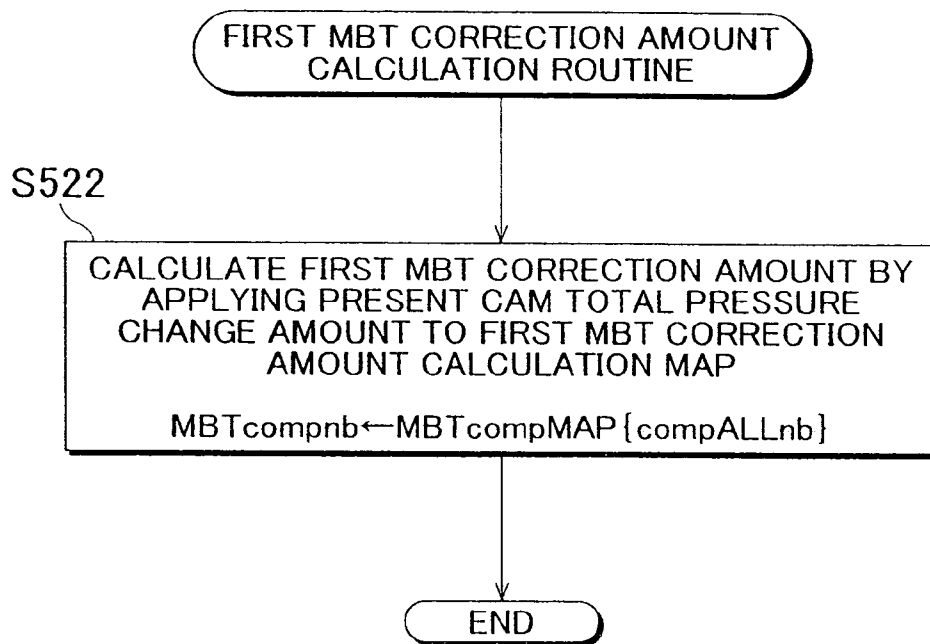 FIRST MBT CORRECTION AMOUNT
CALCULATION ROUTINE
S522
CALCULATE FIRST MBT CORRECTION AMOUNT BY
APPLYING PRESENT CAM TOTAL PRESSURE
CHANGE AMOUNT TO FIRST MBT CORRECTION
AMOUNT CALCULATION MAP
MBTcompnb←MBTcompMAP{compALLnb}
END